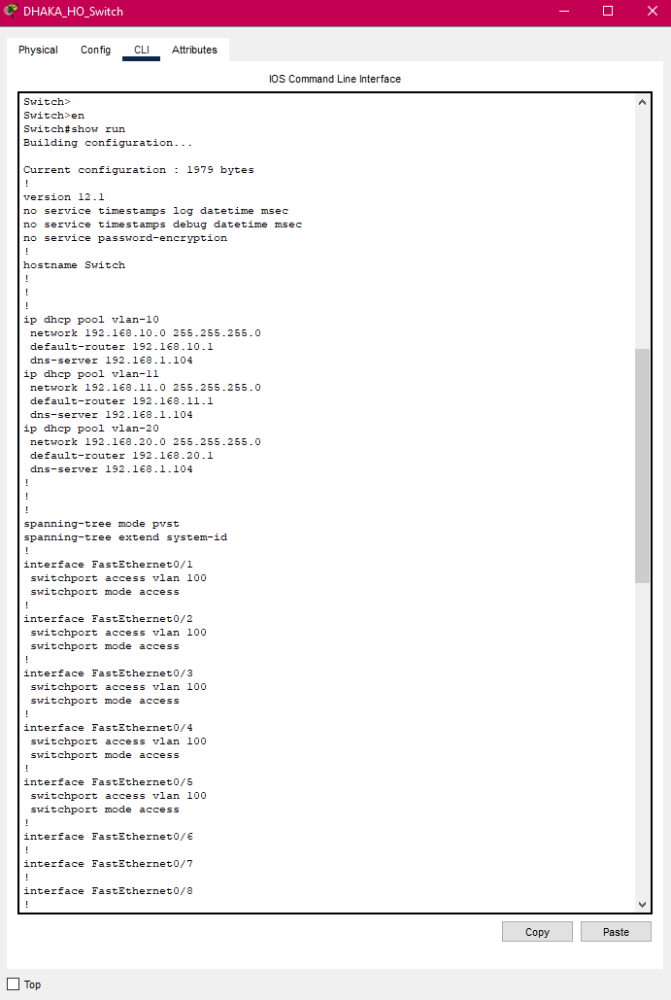 DHAKA_HO_Switch
Physical Config CLI Attributes
IOS Command Line Interface
Switch>
Switch>en
Switch#show run
Building configuration...
Current configuration : 1979 bytes
!
version 12.1
no service timestamps log datetime msec
no service timestamps debug datetime msec
no service password-encryption
!
hostname Switch
!
!
!
ip dhcp pool vlan-10
 network 192.168.10.0 255.255.255.0
 default-router 192.168.10.1
 dns-server 192.168.1.104
ip dhcp pool vlan-11
 network 192.168.11.0 255.255.255.0
 default-router 192.168.11.1
 dns-server 192.168.1.104
ip dhcp pool vlan-20
 network 192.168.20.0 255.255.255.0
 default-router 192.168.20.1
 dns-server 192.168.1.104
!
!
!
spanning-tree mode pvst
spanning-tree extend system-id
!
interface FastEthernet0/1
 switchport access vlan 100
 switchport mode access
!
interface FastEthernet0/2
 switchport access vlan 100
 switchport mode access
!
interface FastEthernet0/3
 switchport access vlan 100
 switchport mode access
!
interface FastEthernet0/4
 switchport access vlan 100
 switchport mode access
!
interface FastEthernet0/5
 switchport access vlan 100
 switchport mode access
!
interface FastEthernet0/6
!
interface FastEthernet0/7
!
interface FastEthernet0/8
!
Copy Paste
Top